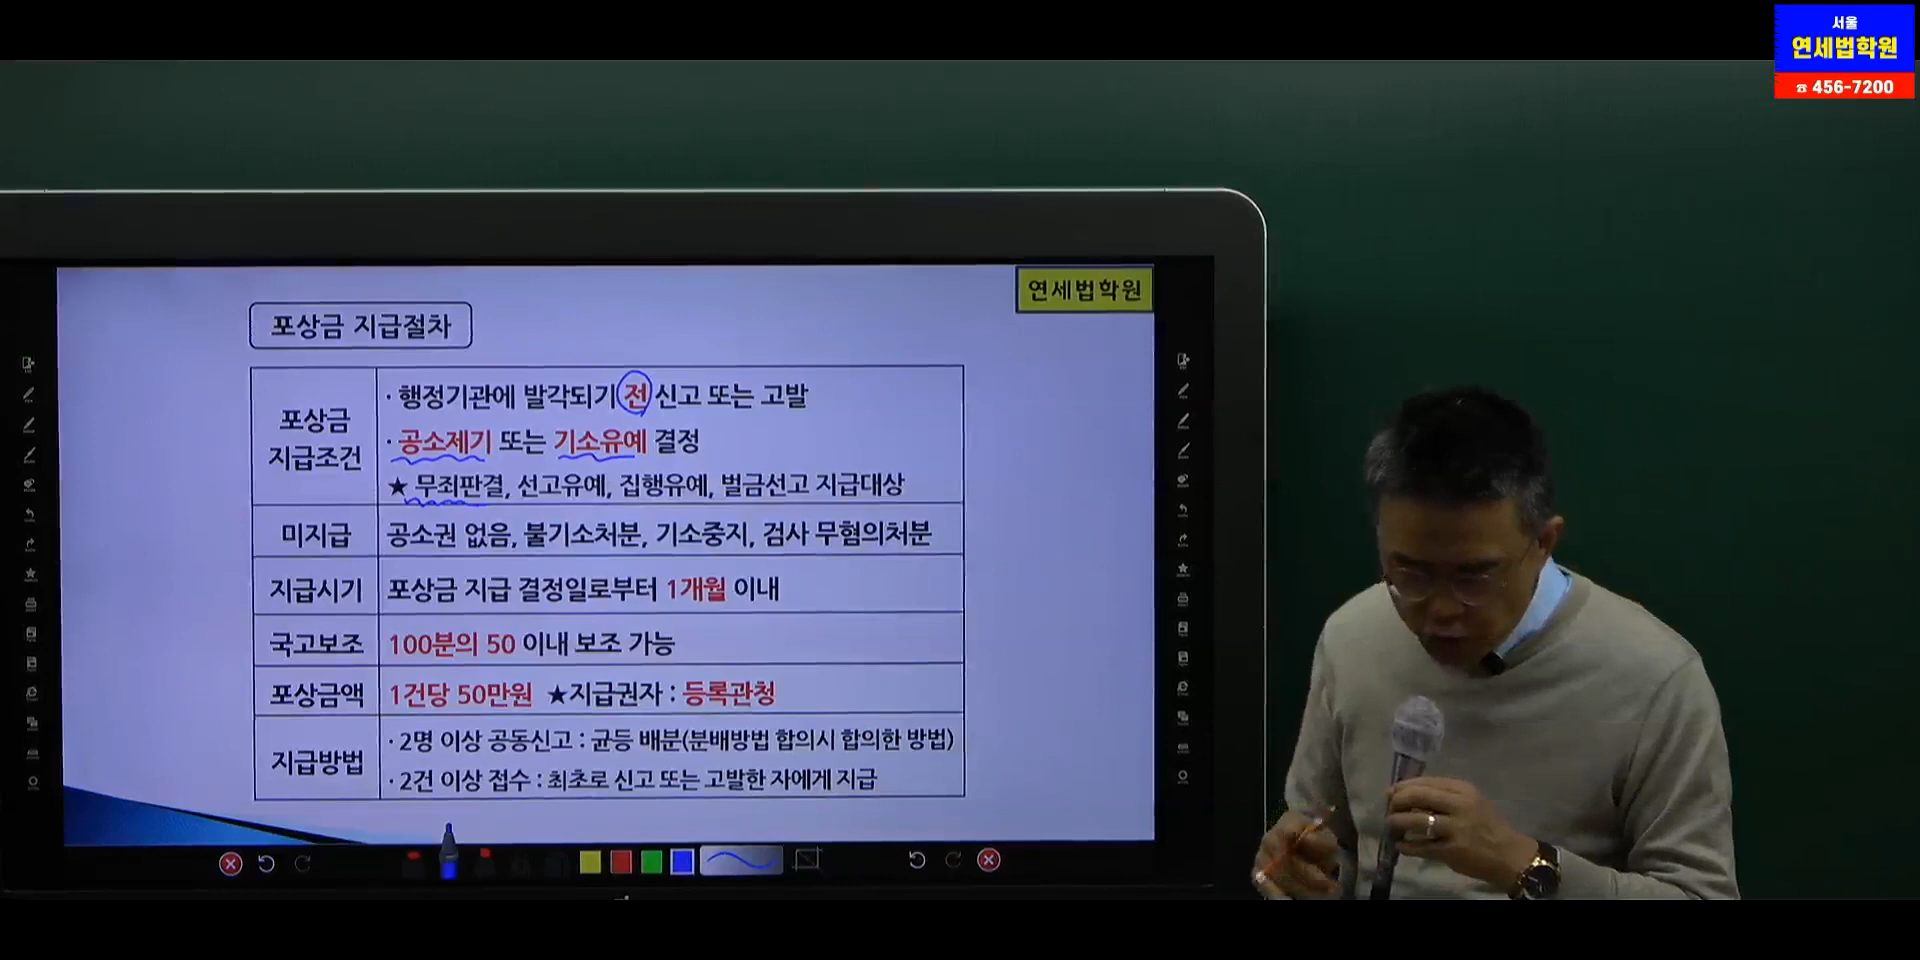 서울
연세법학원
☎ 456-7200
연세법학원
포상금 지급절차
포상금
지급조건
· 행정기관에 발각되기 전 신고 또는 고발
· 공소제기 또는 기소유예 결정
★ 무죄판결, 선고유예, 집행유예, 벌금선고 지급대상
미지급
공소권 없음, 불기소처분, 기소중지, 검사 무혐의처분
지급시기
포상금 지급 결정일로부터 1개월 이내
국고보조
100분의 50 이내 보조 가능
포상금액
1건당 50만원 ★지급권자 : 등록관청
지급방법
· 2명 이상 공동신고 : 균등 배분(분배방법 합의시 합의한 방법)
· 2건 이상 접수 : 최초로 신고 또는 고발한 자에게 지급